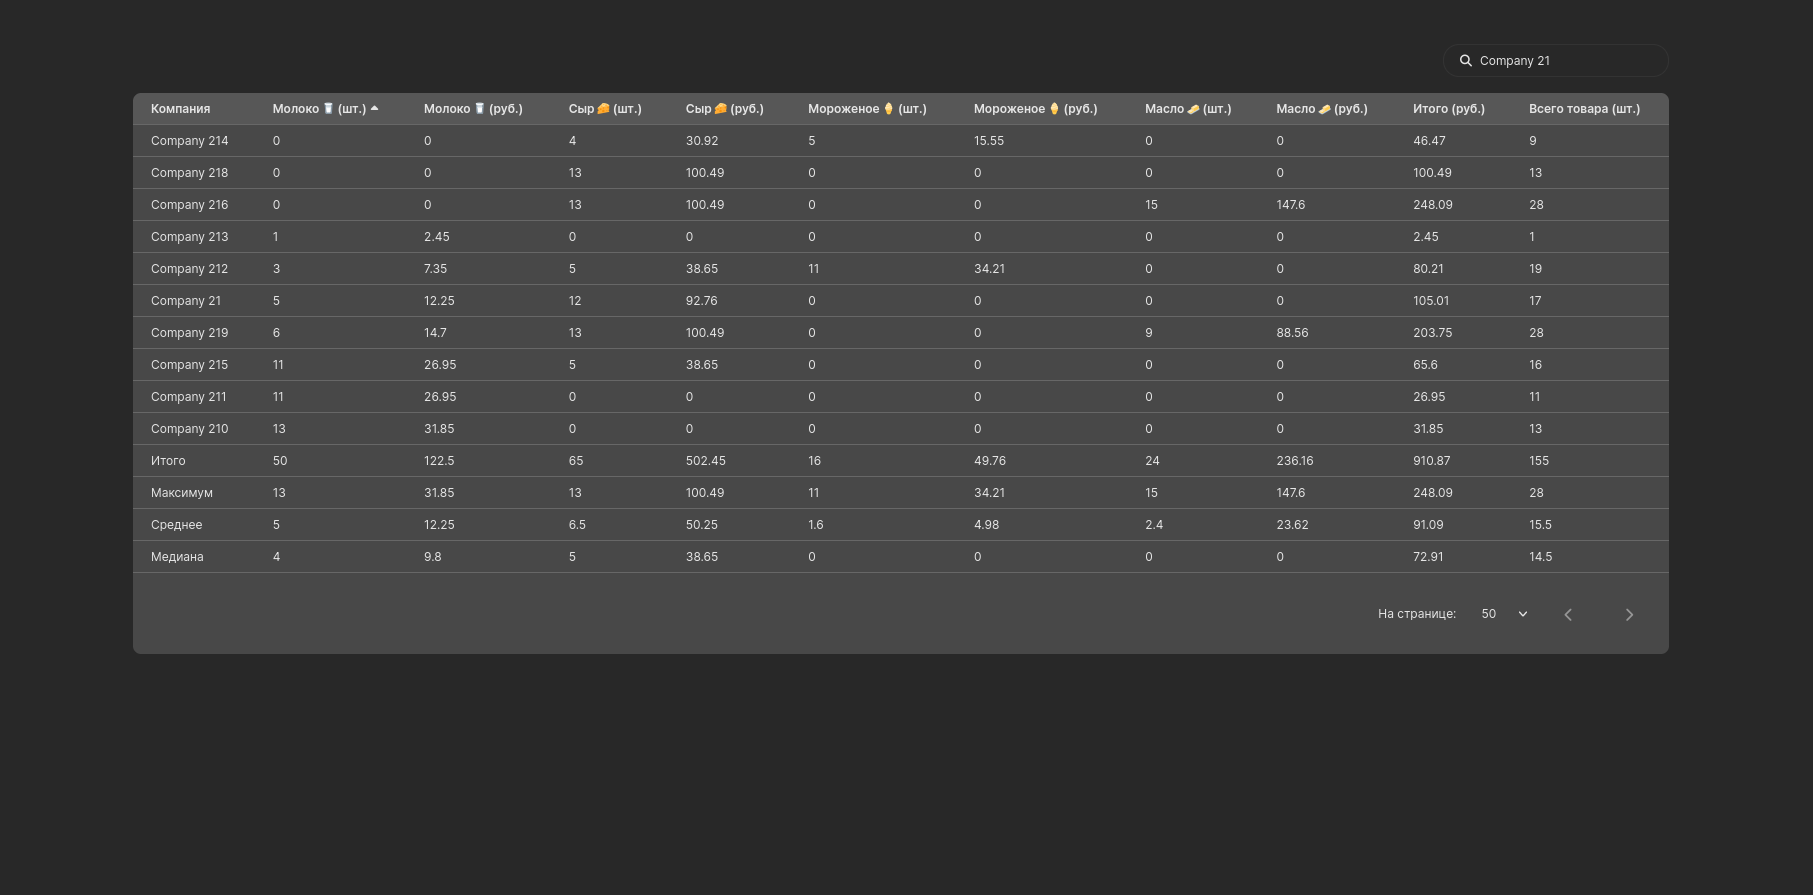 Company 21
Компания Молоко 🥛 (шт.) Молоко 🥛 (руб.) Сыр 🧀 (шт.) Сыр 🧀 (руб.) Мороженое 🍦 (шт.) Мороженое 🍦 (руб.) Масло 🧈 (шт.) Масло 🧈 (руб.) Итого (руб.) Всего товара (шт.)
Company 214 0 0 4 30.92 5 15.55 0 0 46.47 9
Company 218 0 0 13 100.49 0 0 0 0 100.49 13
Company 216 0 0 13 100.49 0 0 15 147.6 248.09 28
Company 213 1 2.45 0 0 0 0 0 0 2.45 1
Company 212 3 7.35 5 38.65 11 34.21 0 0 80.21 19
Company 21 5 12.25 12 92.76 0 0 0 0 105.01 17
Company 219 6 14.7 13 100.49 0 0 9 88.56 203.75 28
Company 215 11 26.95 5 38.65 0 0 0 0 65.6 16
Company 211 11 26.95 0 0 0 0 0 0 26.95 11
Company 210 13 31.85 0 0 0 0 0 0 31.85 13
Итого 50 122.5 65 502.45 16 49.76 24 236.16 910.87 155
Максимум 13 31.85 13 100.49 11 34.21 15 147.6 248.09 28
Среднее 5 12.25 6.5 50.25 1.6 4.98 2.4 23.62 91.09 15.5
Медиана 4 9.8 5 38.65 0 0 0 0 72.91 14.5
На странице: 50